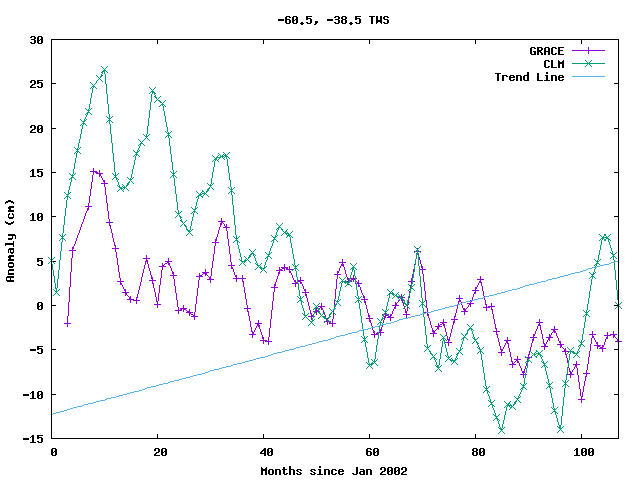 -60.5, -38.5 TWS
GRACE
CLM
Trend Line
30
25
20
15
10
5
0
-5
-10
-15
Anomaly (cm)
0 20 40 60 80 100
Months since Jan 2002